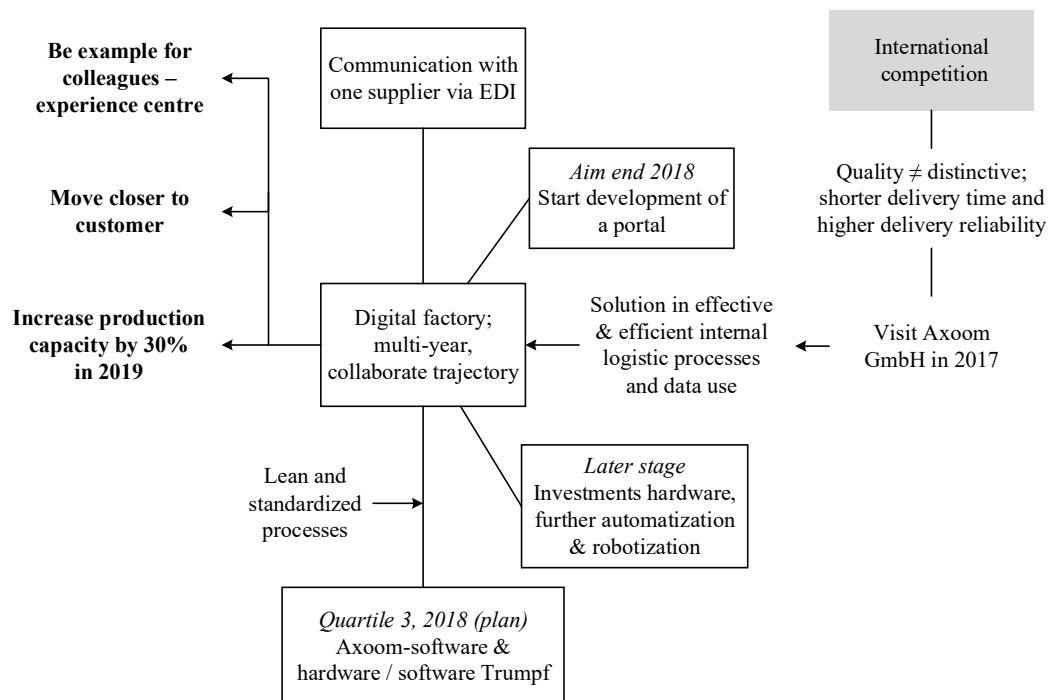 Be example for
colleagues –
experience centre
Communication with
one supplier via EDI
International
competition
Aim end 2018
Start development of
a portal
Quality ≠ distinctive;
shorter delivery time and
higher delivery reliability
Move closer to
customer
Increase production
capacity by 30%
in 2019
Digital factory;
multi-year,
collaborate trajectory
Solution in effective
& efficient internal
logistic processes
and data use
Visit Axoom
GmbH in 2017
Lean and
standardized
processes
Later stage
Investments hardware,
further automatization
& robotization
Quartile 3, 2018 (plan)
Axoom-software &
hardware / software Trumpf